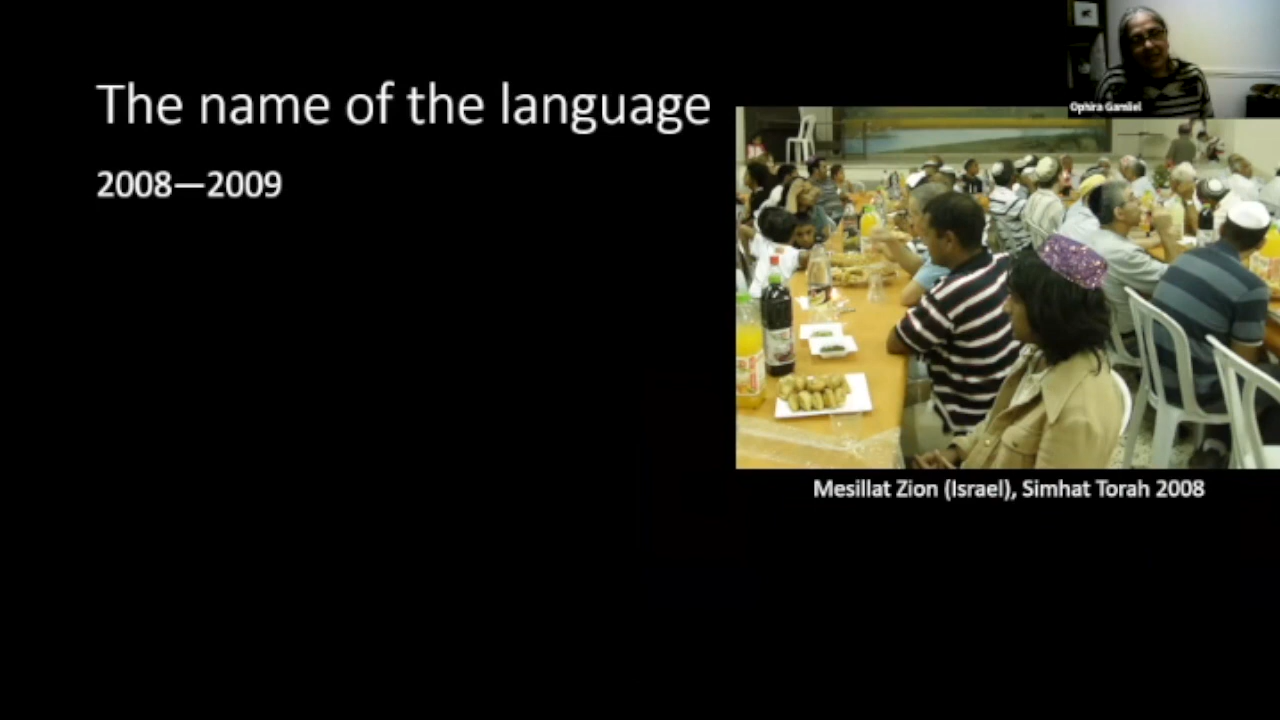 The name of the language
2008—2009
Ophira Gamliel
Mesillat Zion (Israel), Simhat Torah 2008